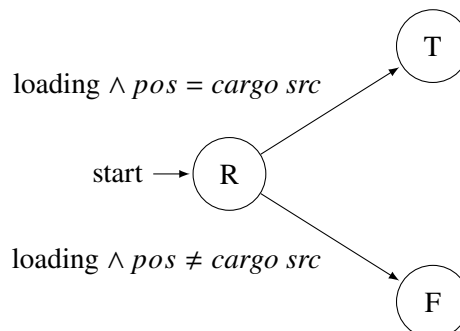 T
loading ∧ pos = cargo src
start
R
loading ∧ pos ≠ cargo src
F